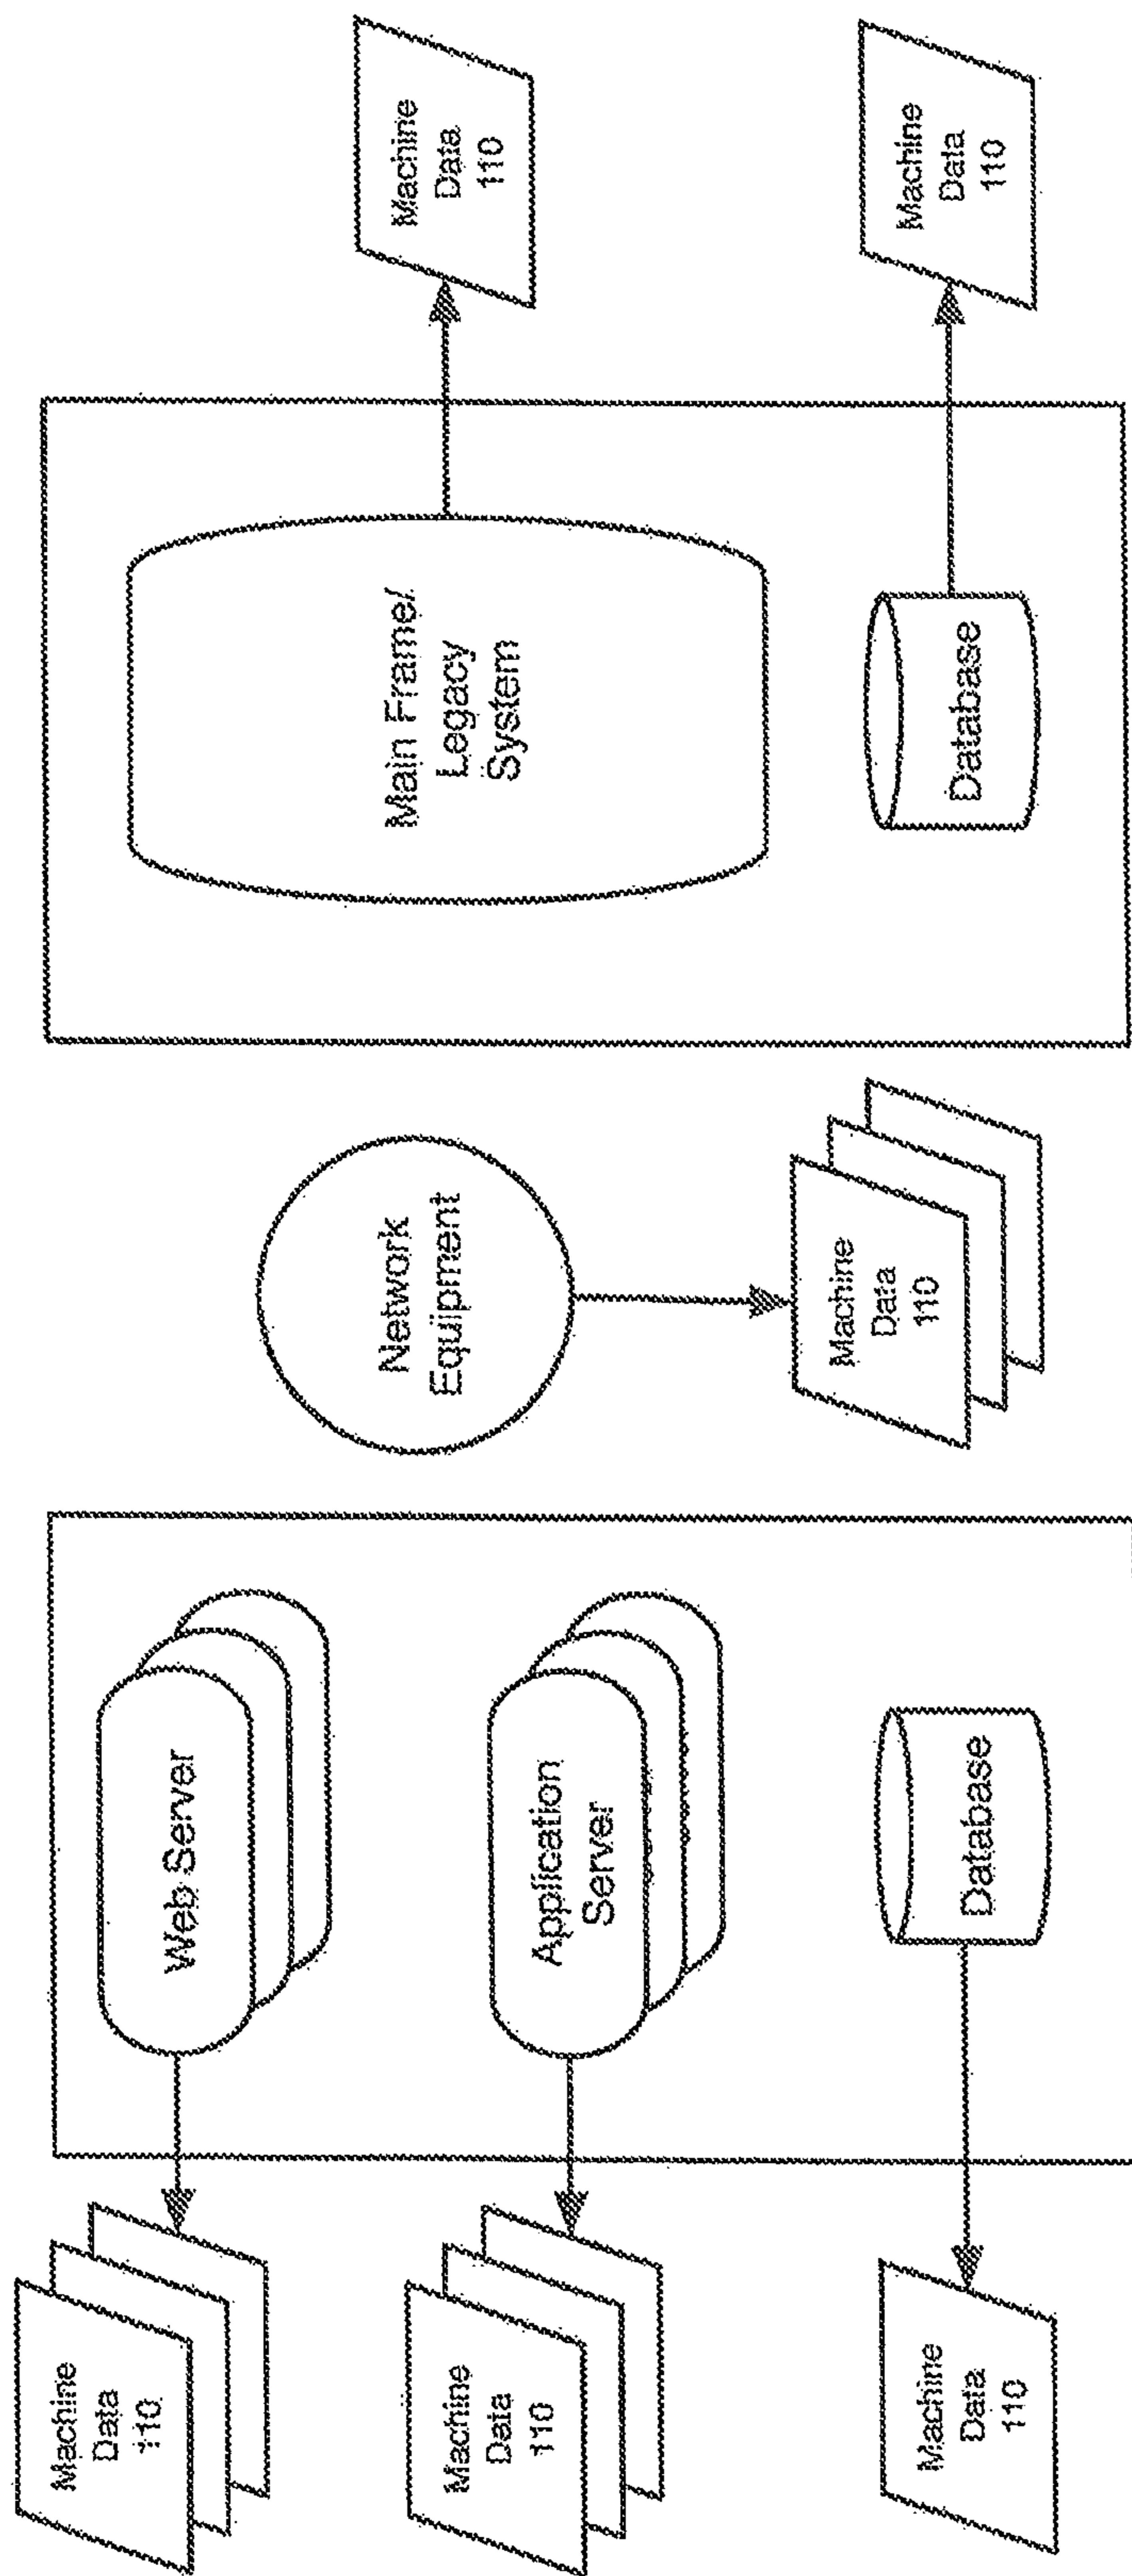 Machine
Data
110
Web Server
Machine
Data
110
Application
Server
Machine
Data
110
Database
Network
Equipment
Machine
Data
110
Main Frame/
Legacy
System
Machine
Data
110
Database
Machine
Data
110